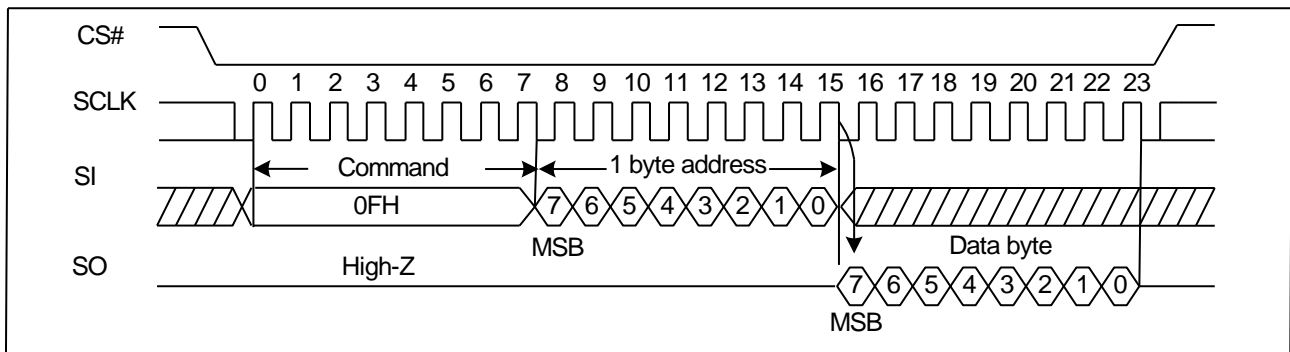 CS#
0 1 2 3 4 5 6 7 8 9 10 11 12 13 14 15 16 17 18 19 20 21 22 23
SCLK
Command 1 byte address
SI
0FH 7 6 5 4 3 2 1 0
MSB Data byte
SO High-Z
7 6 5 4 3 2 1 0
MSB